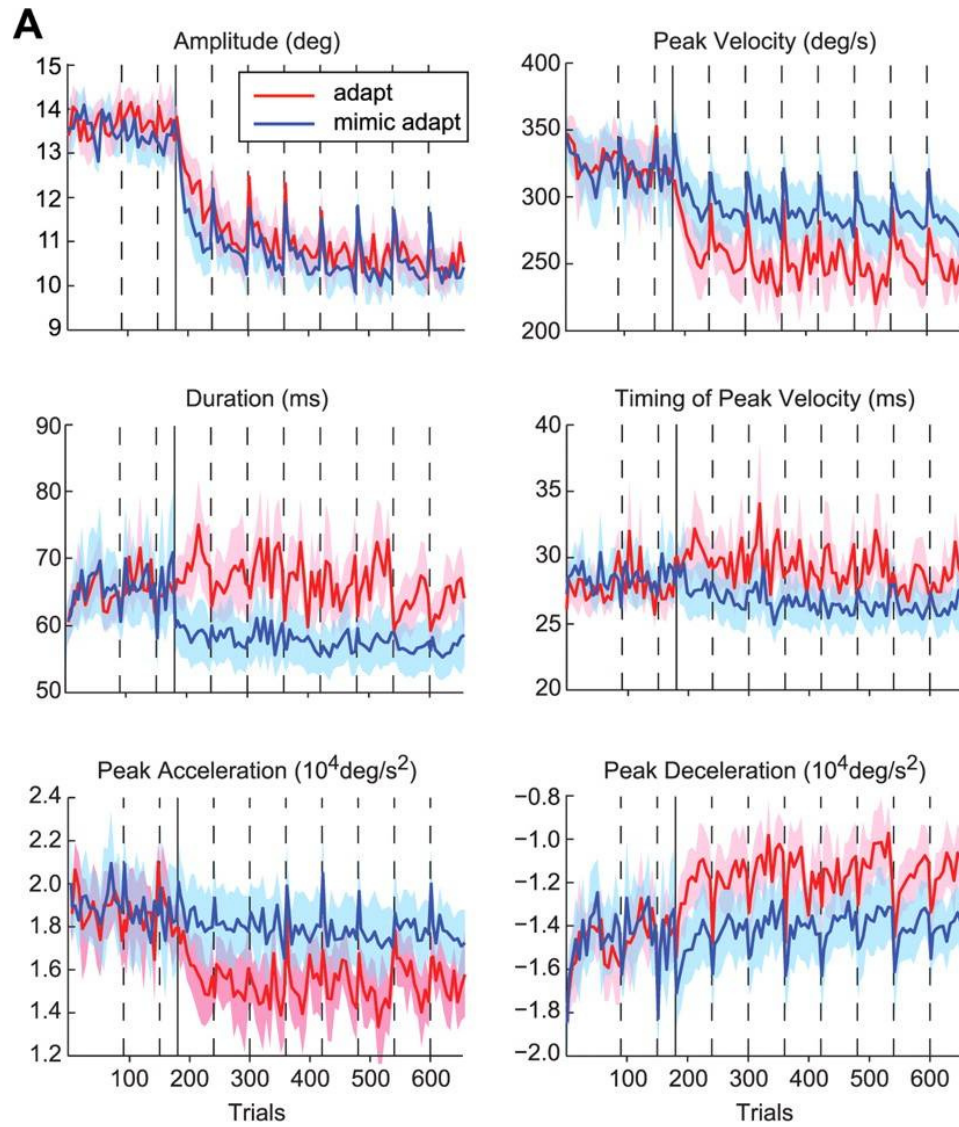 A
Amplitude (deg)
15
14
13
12
11
10
9
adapt
mimic adapt
Peak Velocity (deg/s)
400
350
300
250
200
Duration (ms)
90
80
70
60
50
Timing of Peak Velocity (ms)
40
35
30
25
20
Peak Acceleration (10⁴deg/s²)
2.4
2.2
2.0
1.8
1.6
1.4
1.2
100 200 300 400 500 600
Trials
Peak Deceleration (10⁴deg/s²)
−0.8
−1.0
−1.2
−1.4
−1.6
−1.8
−2.0
100 200 300 400 500 600
Trials